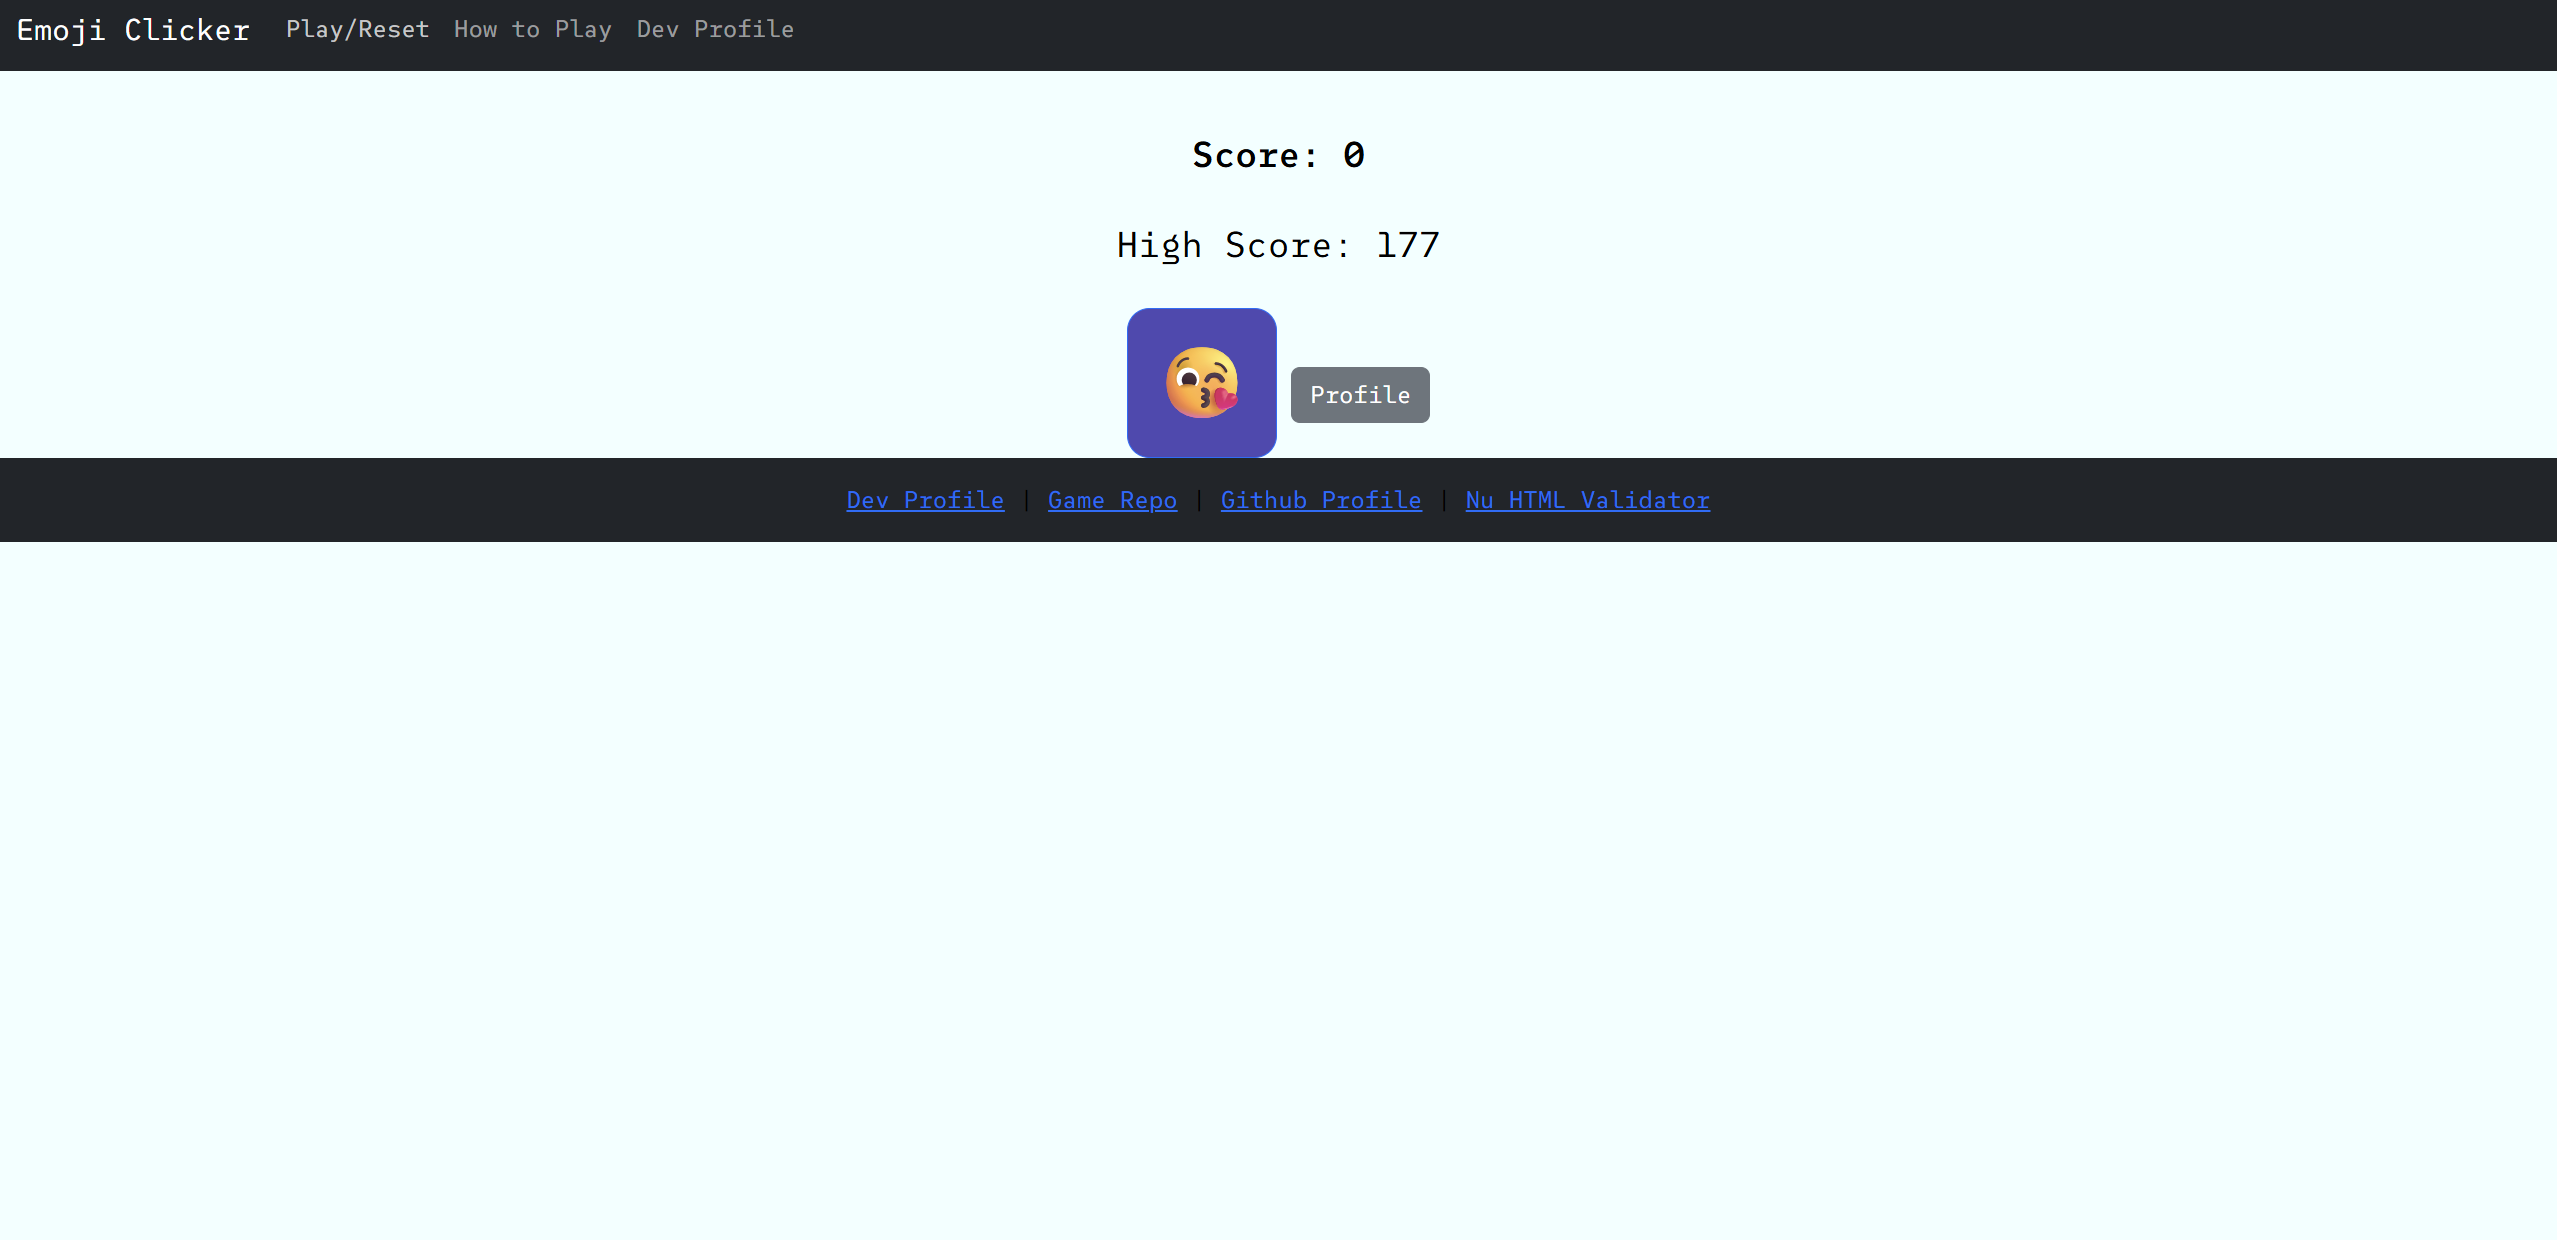 Emoji Clicker Play/Reset How to Play Dev Profile
Score: 0
High Score: 177
Profile
Dev Profile | Game Repo | Github Profile | Nu HTML Validator